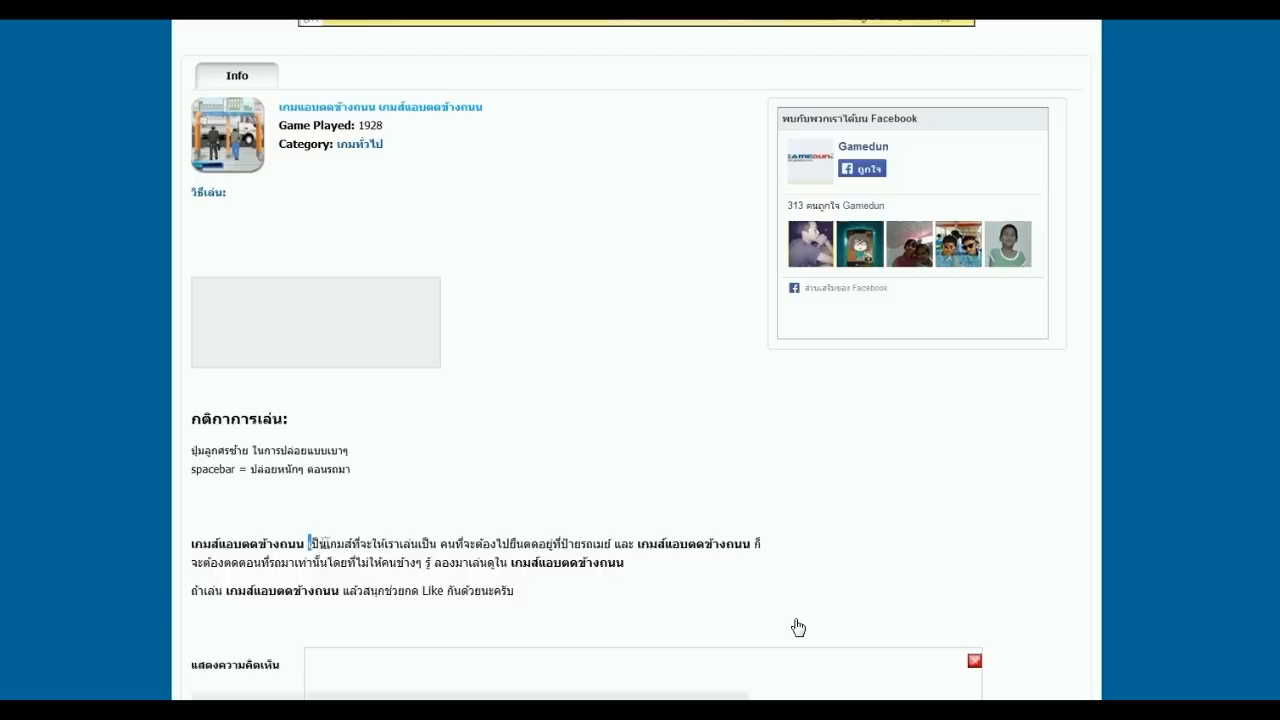 Info
เกมแอบตดข้างถนน เกมส์แอบตดข้างถนน
Game Played: 1928
Category: เกมทั่วไป
วิธีเล่น:
พบกับพวกเราได้บน Facebook
GAMEDUN
Gamedun
ถูกใจ
313 คนถูกใจ Gamedun
ส่วนเสริมของ Facebook
กติกาการเล่น:
ปุ่มลูกศรซ้าย ในการปล่อยแบบเบาๆ
spacebar = ปล่อยหนักๆ ตอนรถมา
เกมส์แอบตดข้างถนน เป็นเกมส์ที่จะให้เราเล่นเป็น คนที่จะต้องไปยืนตดอยู่ที่ป้ายรถเมย์ และ เกมส์แอบตดข้างถนน ก็
จะต้องตดตอนที่รถมาเท่านั้นโดยที่ไม่ให้คนข้างๆ รู้ ลองมาเล่นดูใน เกมส์แอบตดข้างถนน
ถ้าเล่น เกมส์แอบตดข้างถนน แล้วสนุกช่วยกด Like กันด้วยนะครับ
แสดงความคิดเห็น